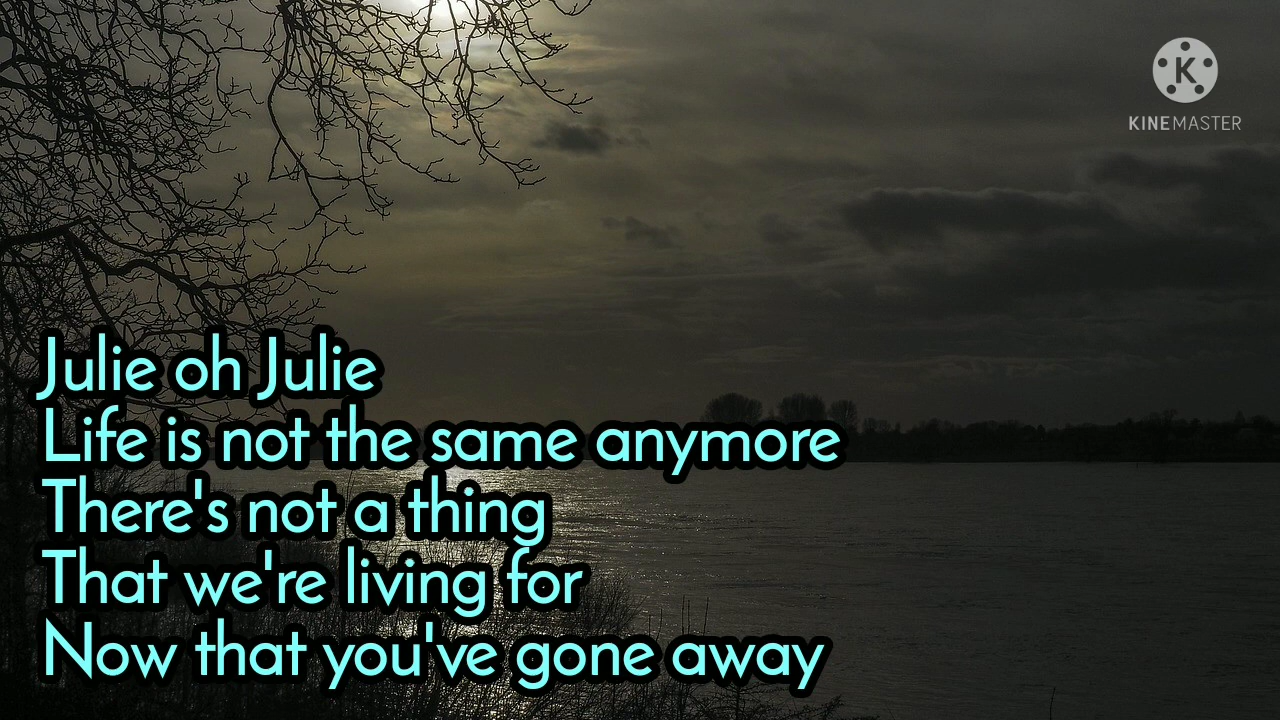 K
KINEMASTER
Julie oh Julie
Life is not the same anymore
There's not a thing
That we're living for
Now that you've gone away